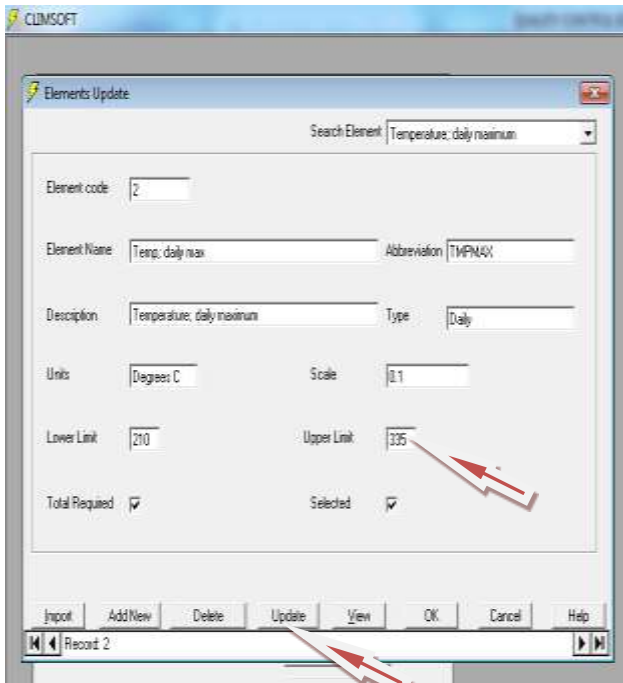 CLIMSOFT
Elements Update
Search Element Temperature; daily maximum
Element code 2
Element Name Temp; daily max Abbreviation TMPMAX
Description Temperature; daily maximum Type Daily
Units Degrees C Scale 0.1
Lower Limit 210 Upper Limit 335
Total Required Selected
Import Add New Delete Update View OK Cancel Help
Record: 2